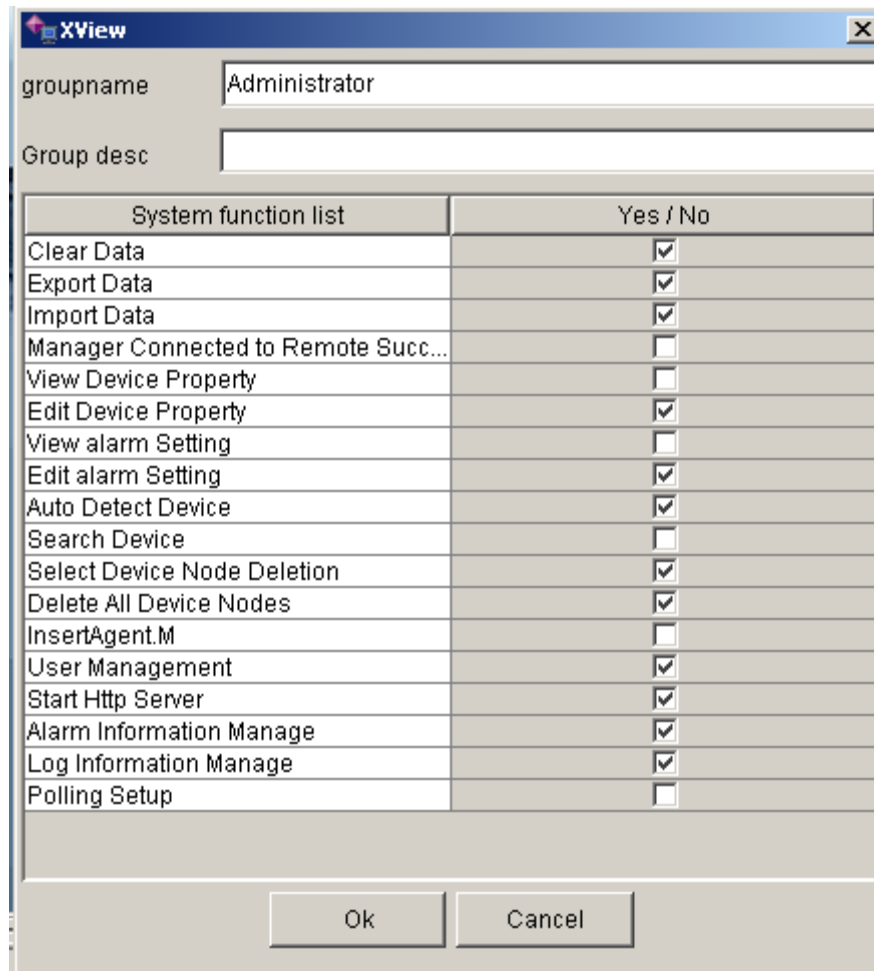 XView
groupname Administrator
Group desc
System function list Yes / No
Clear Data
Export Data
Import Data
Manager Connected to Remote Succ...
View Device Property
Edit Device Property
View alarm Setting
Edit alarm Setting
Auto Detect Device
Search Device
Select Device Node Deletion
Delete All Device Nodes
InsertAgent.M
User Management
Start Http Server
Alarm Information Manage
Log Information Manage
Polling Setup
Ok Cancel